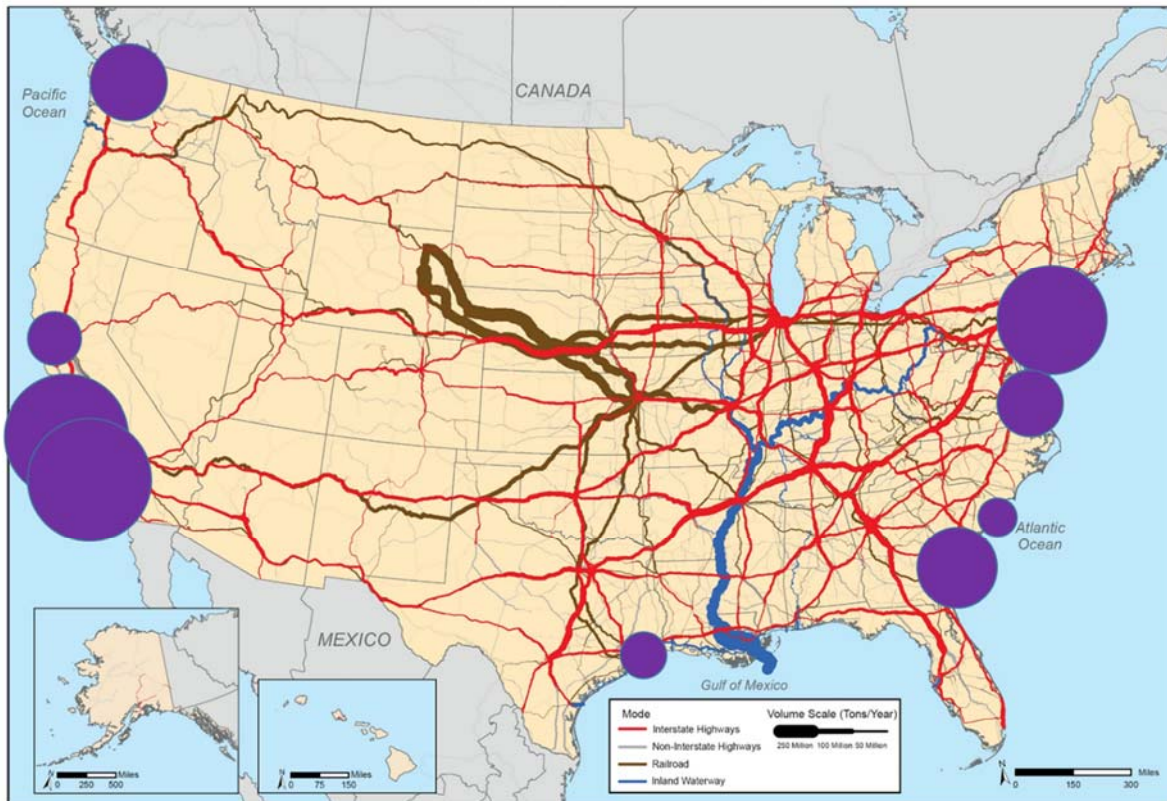 Pacific
Ocean
CANADA
Atlantic
Ocean
MEXICO
Gulf of Mexico
Mode
Interstate Highways
Non-Interstate Highways
Railroad
Inland Waterway
Volume Scale (Tons/Year)
250 Million 100 Million 50 Million
N
Miles
0 250 500
N
Miles
0 75 150
N
Miles
0 150 300